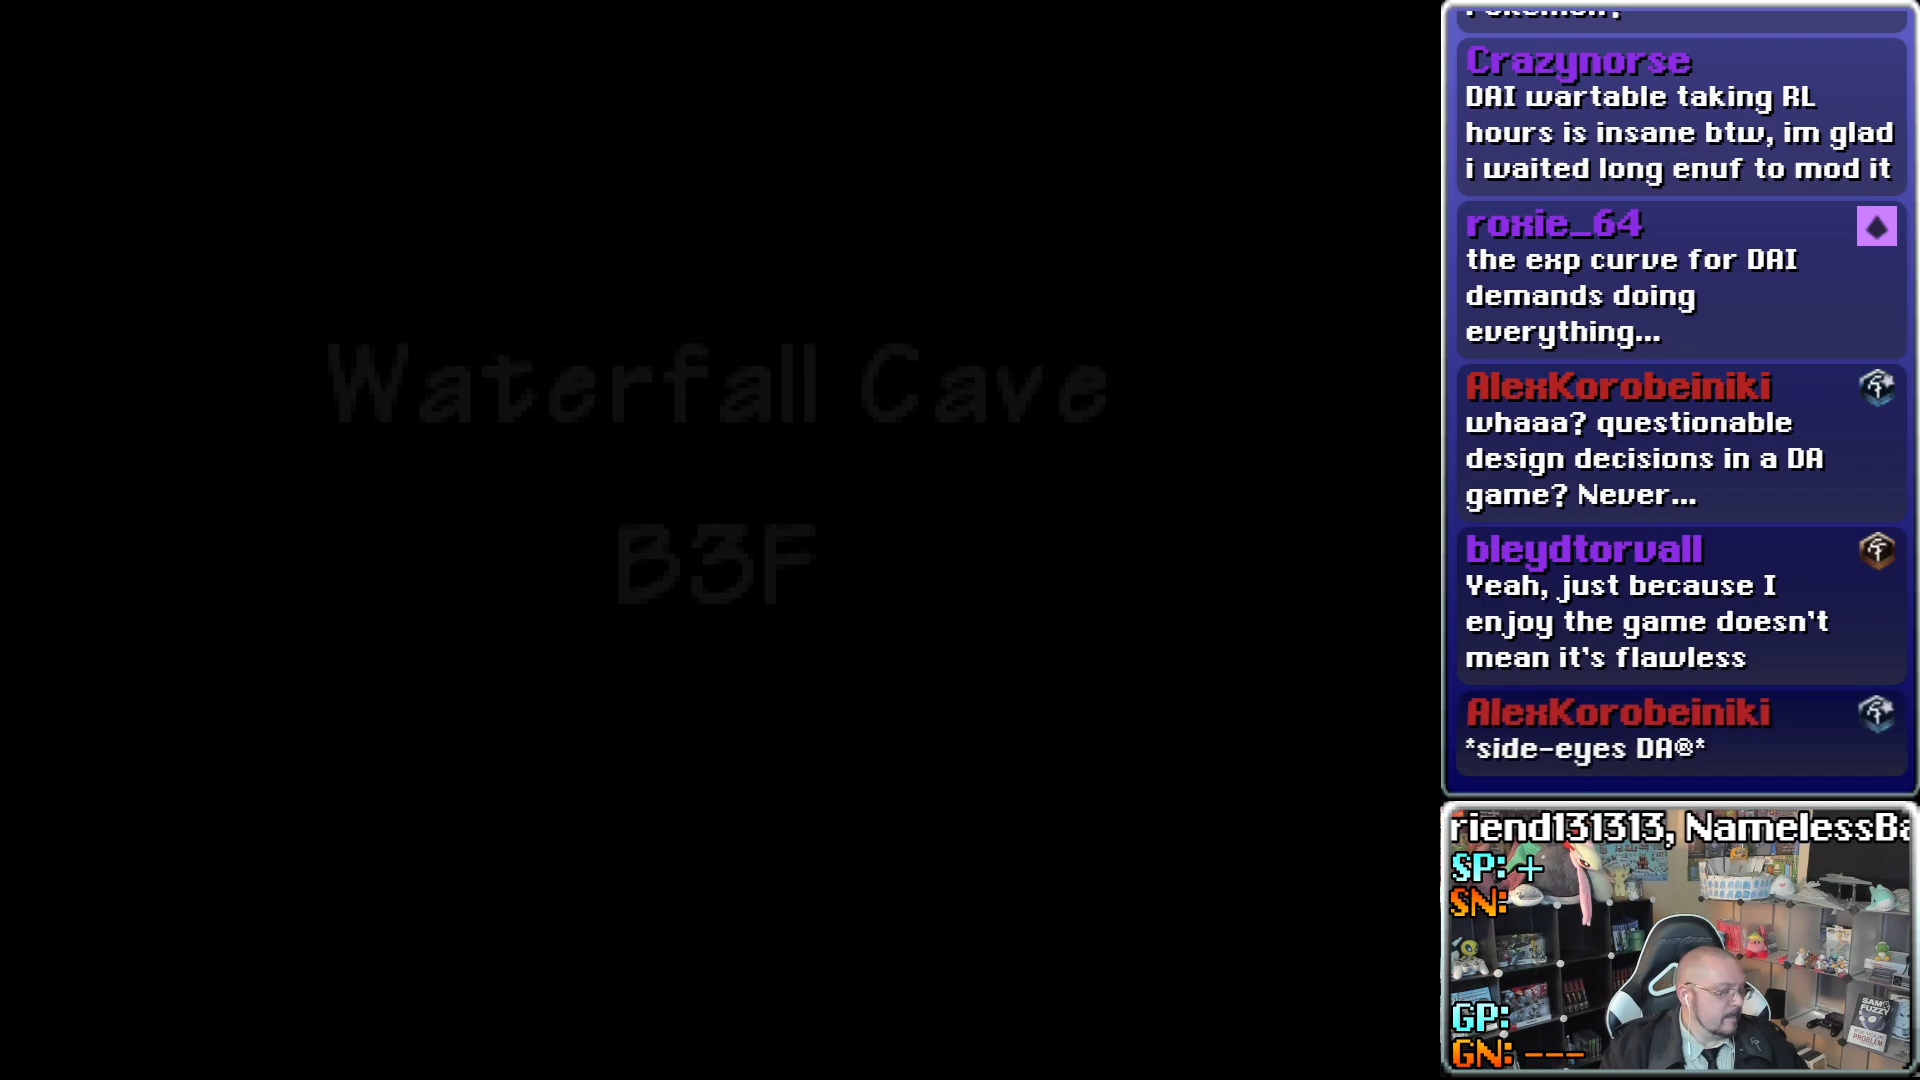 Waterfall Cave
B3F
Crazynorse
DAI wartable taking RL
hours is insane btw, im glad
i waited long enuf to mod it
roxie_64
the exp curve for DAI
demands doing
everything...
AlexKorobeiniki
whaaa? questionable
design decisions in a DA
game? Never...
bleydtorvall
Yeah, just because I
enjoy the game doesn't
mean it's flawless
AlexKorobeiniki
*side-eyes DA®*
riend131313, NamelessBa
SP: +
SN:
GP:
GN: ---
SAM
FUZZY
PROBLEM